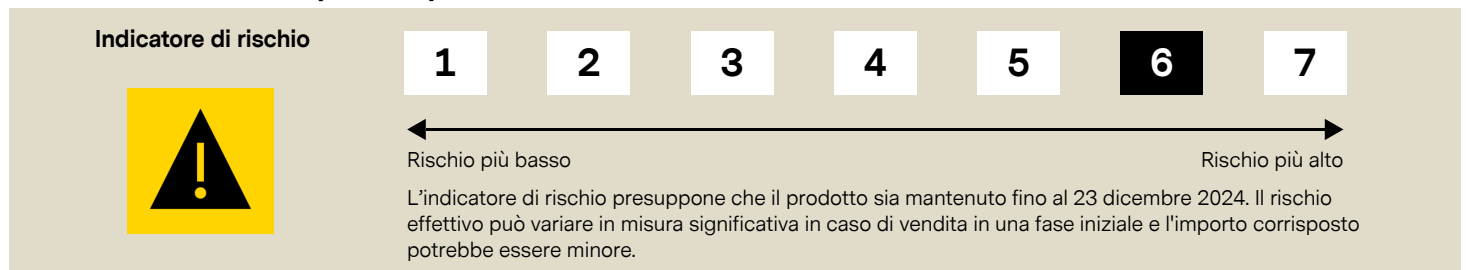 Indicatore di rischio
1 2 3 4 5 6 7
Rischio più basso
Rischio più alto
L’indicatore di rischio presuppone che il prodotto sia mantenuto fino al 23 dicembre 2024. Il rischio
effettivo può variare in misura significativa in caso di vendita in una fase iniziale e l'importo corrisposto
potrebbe essere minore.